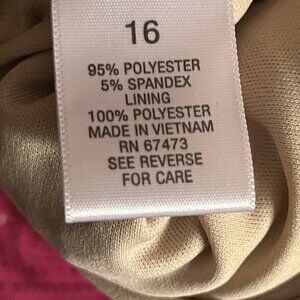 16
95% POLYESTER
5% SPANDEX
LINING
100% POLYESTER
MADE IN VIETNAM
RN 67473
SEE REVERSE
FOR CARE